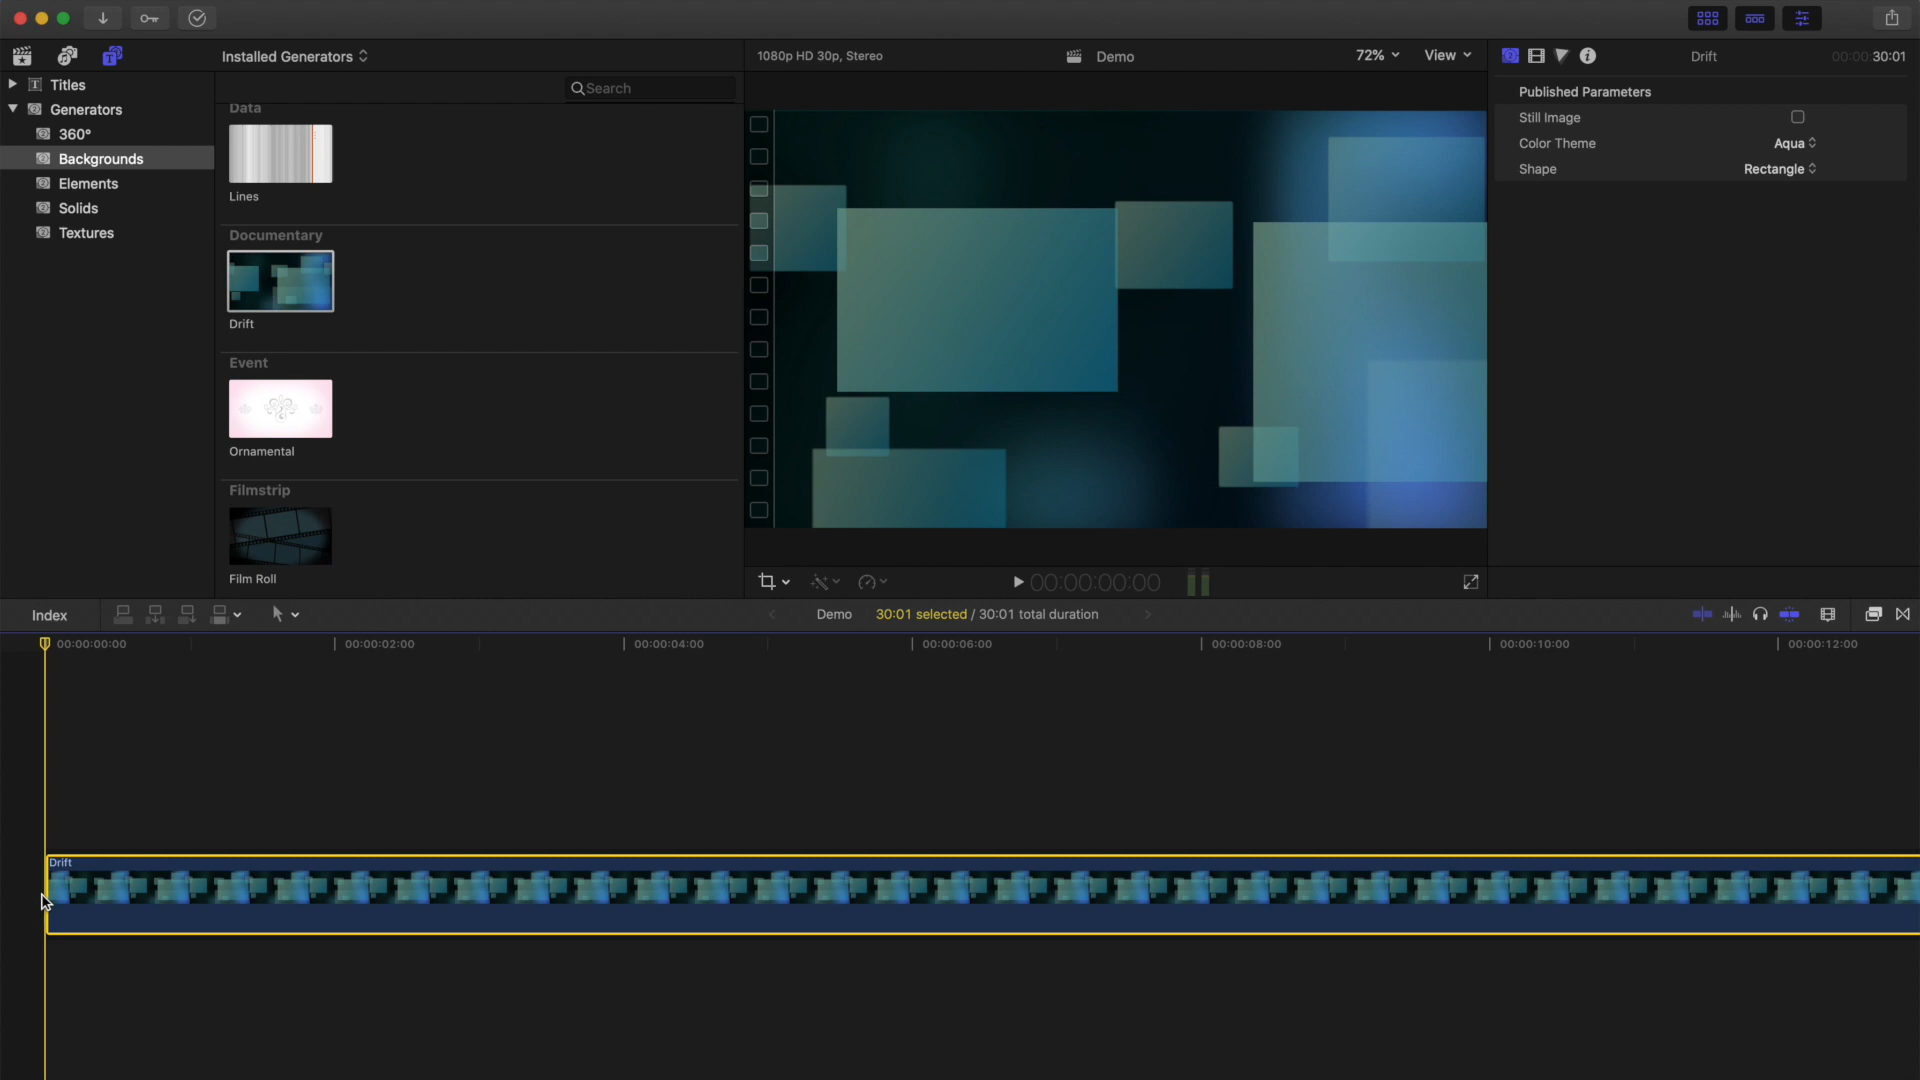 Installed Generators
1080p HD 30p, Stereo
Demo
72%
View
Drift
00:00:30:01
Titles
Generators
360°
Backgrounds
Elements
Solids
Textures
Search
Data
Lines
Documentary
Drift
Event
Ornamental
Filmstrip
Film Roll
Published Parameters
Still Image
Color Theme
Aqua
Shape
Rectangle
00:00:00:00
Index
Demo
30:01 selected / 30:01 total duration
00:00:00:00
00:00:02:00
00:00:04:00
00:00:06:00
00:00:08:00
00:00:10:00
00:00:12:00
Drift